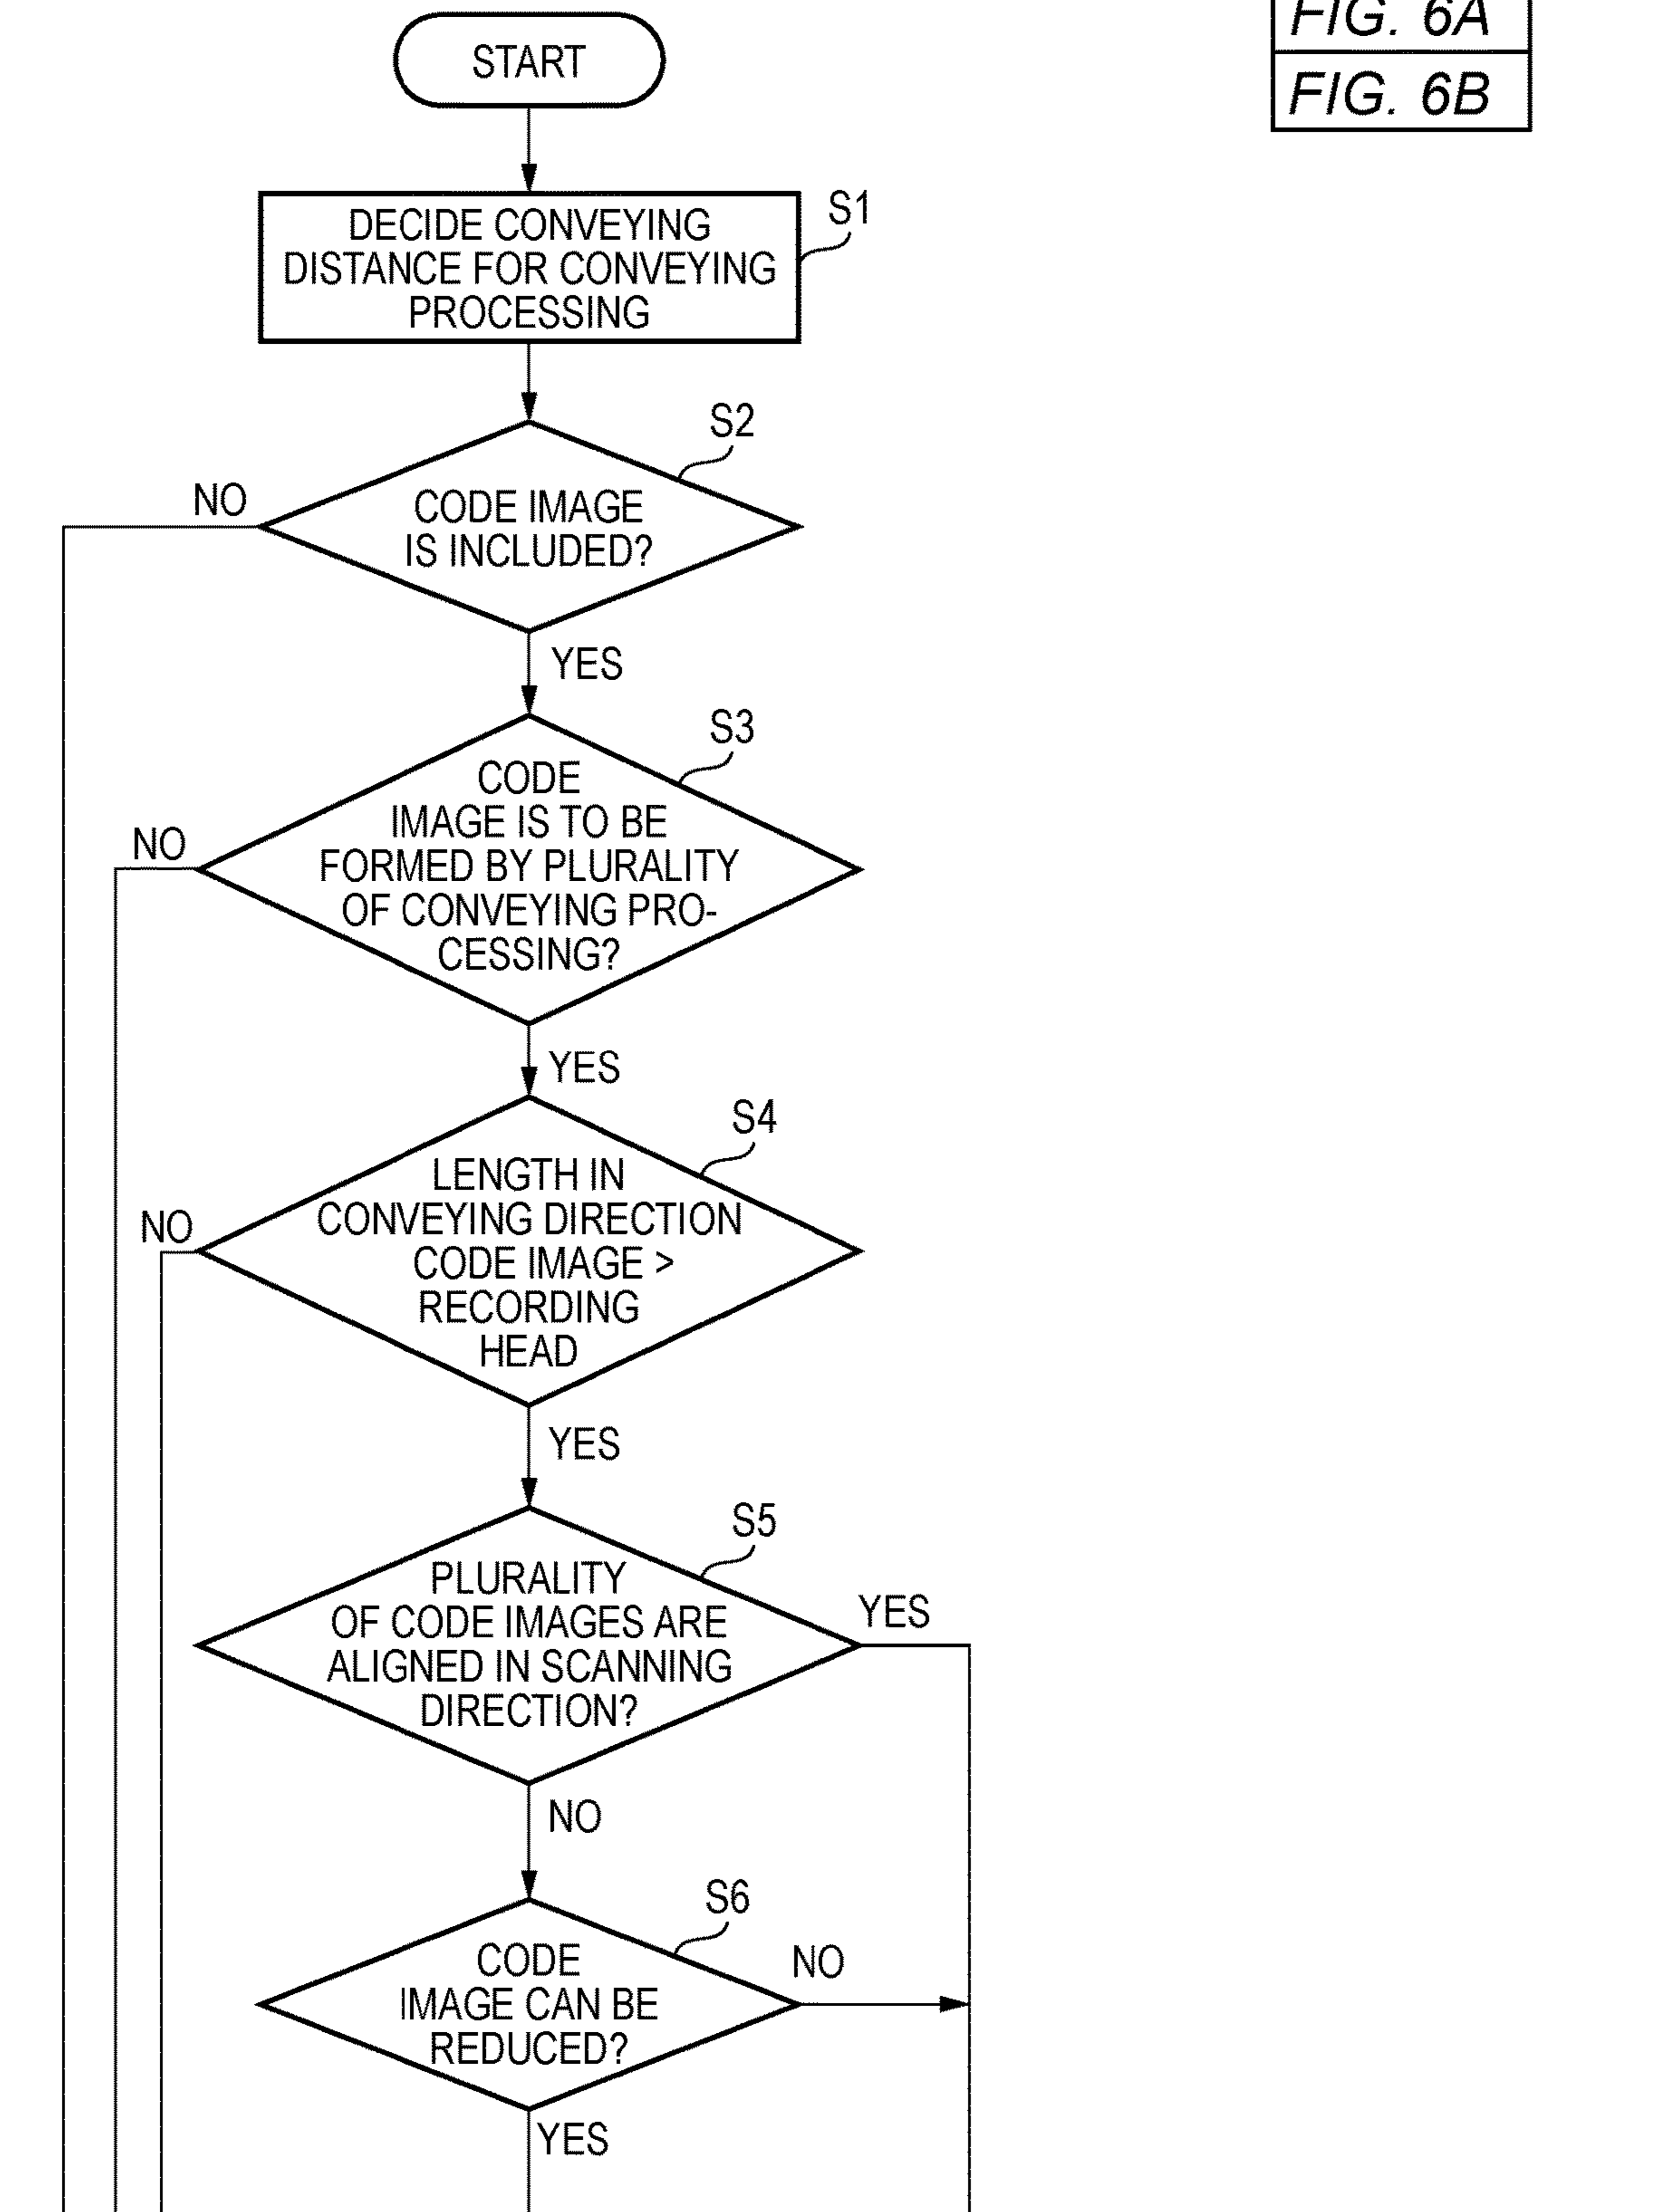 FIG. 6A
FIG. 6B
START
S1
DECIDE CONVEYING
DISTANCE FOR CONVEYING
PROCESSING
S2
NO
CODE IMAGE
IS INCLUDED?
YES
S3
NO
CODE
IMAGE IS TO BE
FORMED BY PLURALITY
OF CONVEYING PRO-
CESSING?
YES
S4
NO
LENGTH IN
CONVEYING DIRECTION
CODE IMAGE >
RECORDING
HEAD
YES
S5
PLURALITY
OF CODE IMAGES ARE
ALIGNED IN SCANNING
DIRECTION?
YES
NO
S6
CODE
IMAGE CAN BE
REDUCED?
NO
YES